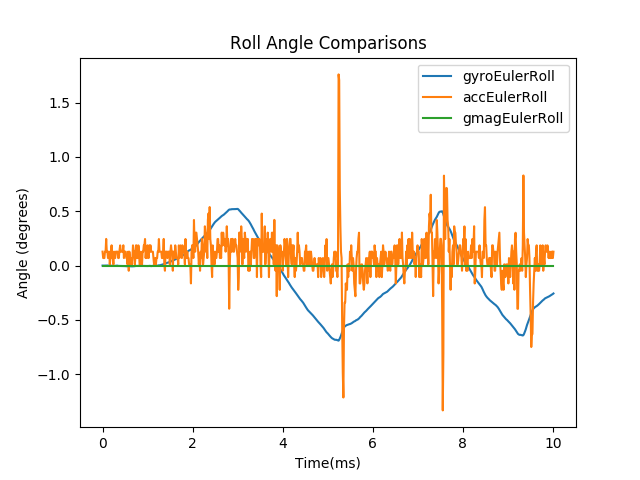 Roll Angle Comparisons
gyroEulerRoll
accEulerRoll
gmagEulerRoll
Angle (degrees)
1.5
1.0
0.5
0.0
−0.5
−1.0
0 2 4 6 8 10
Time(ms)